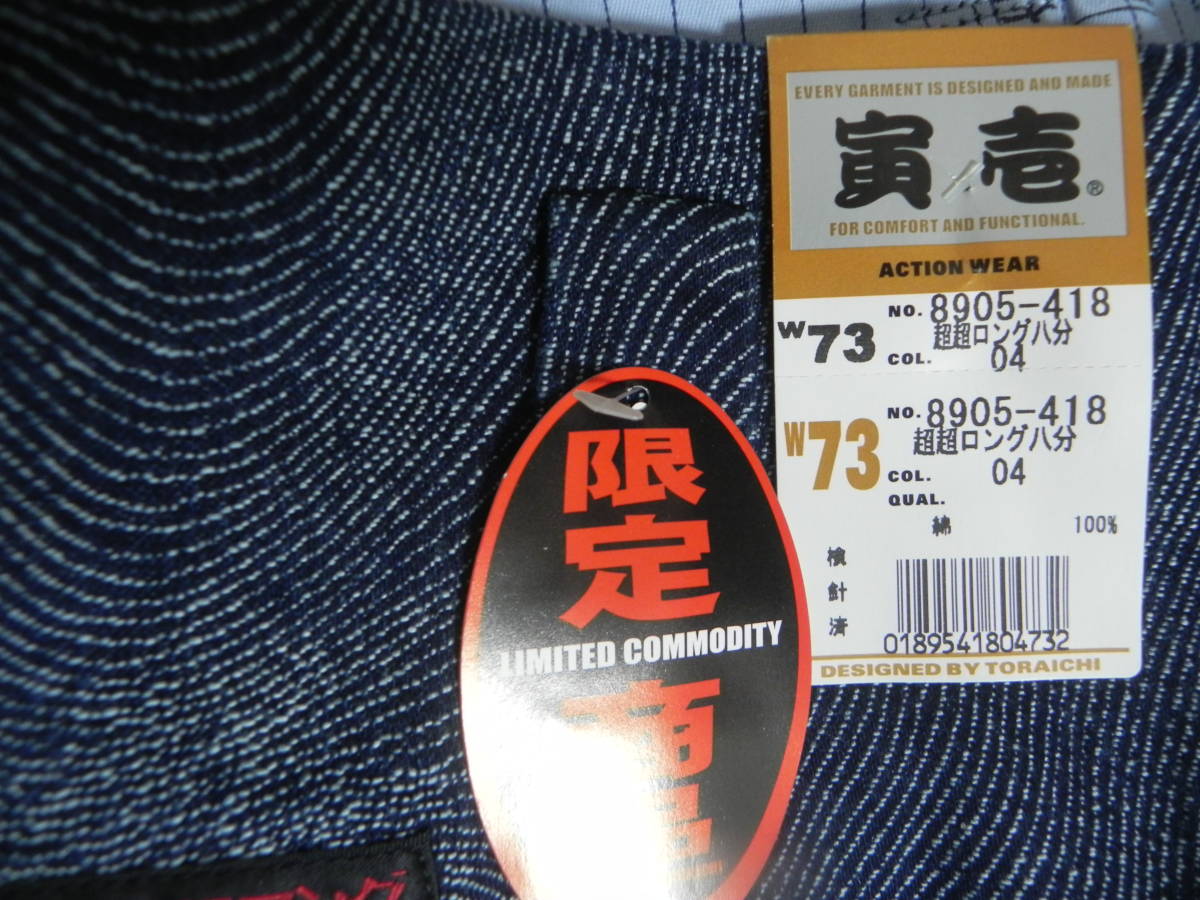 EVERY GARMENT IS DESIGNED AND MADE
寅壱®
FOR COMFORT AND FUNCTIONAL.
ACTION WEAR
W73
NO. 8905-418
超超ロング八分
COL. 04
W73
NO. 8905-418
超超ロング八分
COL. 04
QUAL.
綿 100%
検針済
0189541804732
DESIGNED BY TORAICHI
限定
LIMITED COMMODITY
商品